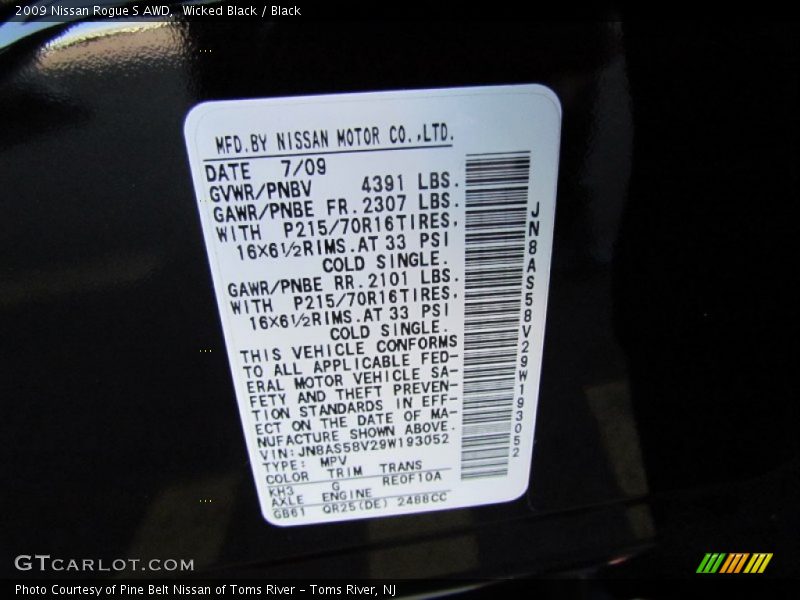 2009 Nissan Rogue S AWD, Wicked Black / Black
MFD.BY NISSAN MOTOR CO.,LTD.
DATE 7/09
GVWR/PNBV 4391 LBS.
GAWR/PNBE FR.2307 LBS.
WITH P215/70R16TIRES,
16X6½RIMS.AT 33 PSI
COLD SINGLE.
GAWR/PNBE RR.2101 LBS.
WITH P215/70R16TIRES,
16X6½RIMS.AT 33 PSI
COLD SINGLE.
THIS VEHICLE CONFORMS
TO ALL APPLICABLE FED-
ERAL MOTOR VEHICLE SA-
FETY AND THEFT PREVEN-
TION STANDARDS IN EFF-
ECT ON THE DATE OF MA-
NUFACTURE SHOWN ABOVE.
VIN:JN8AS58V29W193052
TYPE: MPV
COLOR TRIM TRANS
KH3 G RE0F10A
AXLE ENGINE
GB61 QR25(DE) 2488CC
JN8AS58V29W193052
GTCARLOT.COM
Photo Courtesy of Pine Belt Nissan of Toms River – Toms River, NJ